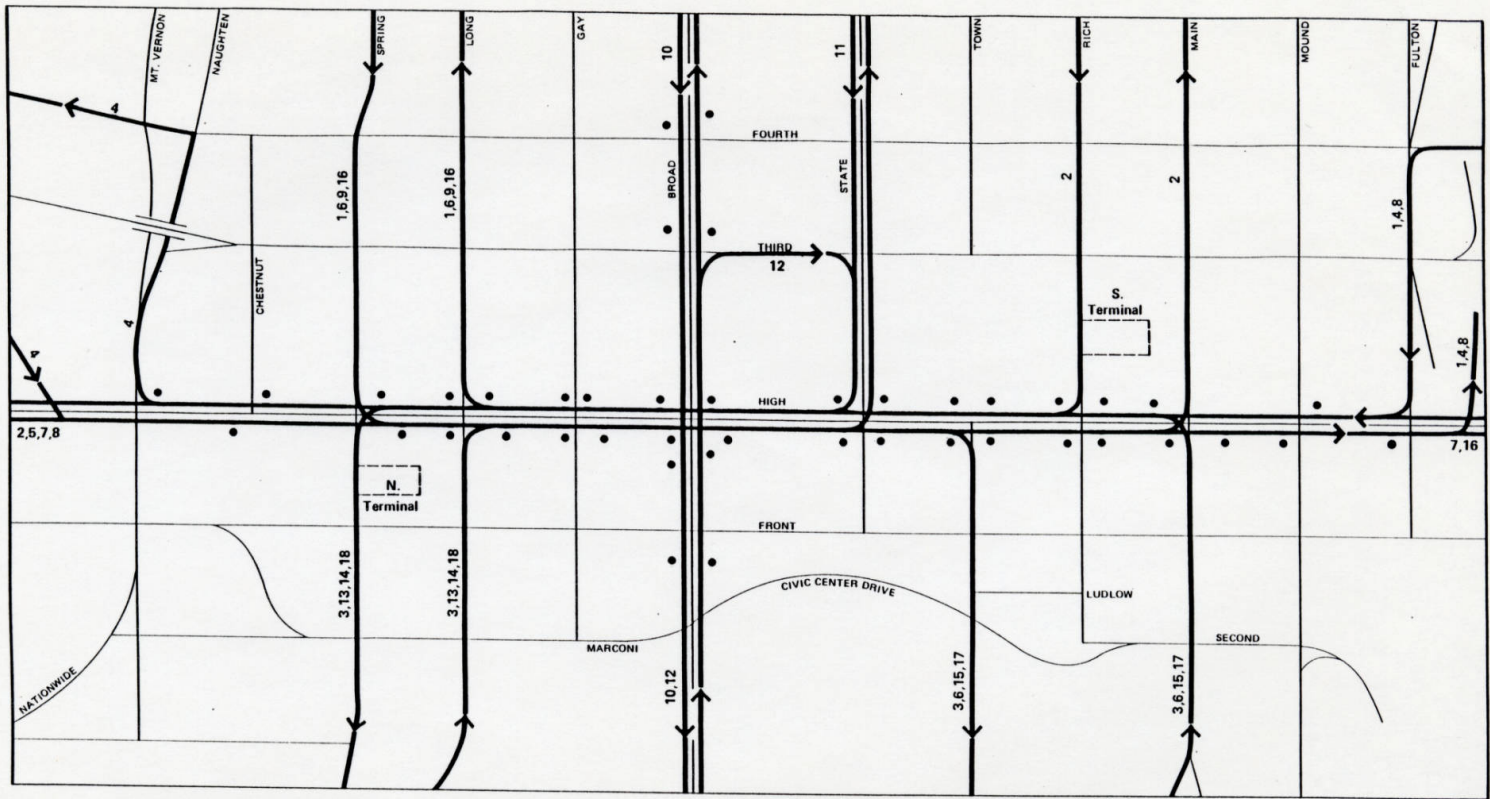 MT. VERNON
NAUGHTEN
SPRING
LONG
GAY
10
11
TOWN
RICH
MAIN
MOUND
FULTON
4
FOURTH
BROAD
STATE
1,6,9,16
1,6,9,16
2
2
1,4,8
THIRD
12
CHESTNUT
4
S.
Terminal
4
1,4,8
HIGH
2,5,7,8
7,16
N.
Terminal
FRONT
3,13,14,18
3,13,14,18
CIVIC CENTER DRIVE
LUDLOW
MARCONI
SECOND
NATIONWIDE
10,12
3,6,15,17
3,6,15,17